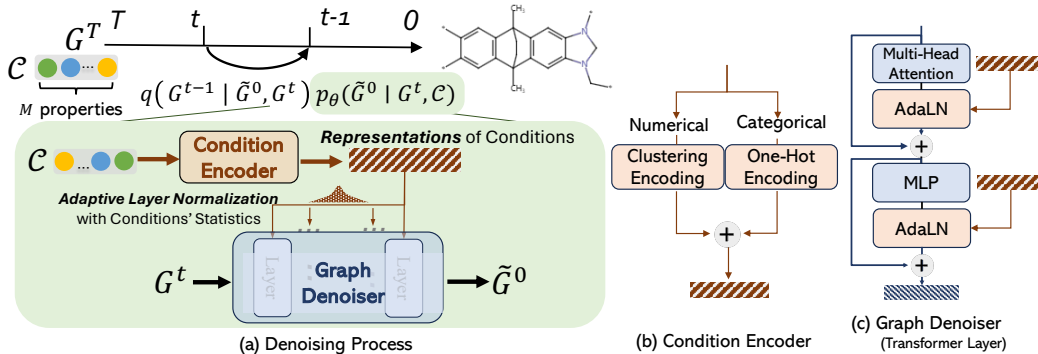 G^T T t t-1 0
C
M properties
q(G^{t-1} | G̃^0, G^t) p_θ(G̃^0 | G^t, C)
CH₃
N
N
CH₃
C
Condition
Encoder
Representations of Conditions
Adaptive Layer Normalization
with Conditions' Statistics
G^t
Layer
Graph
Denoiser
Layer
G̃^0
(a) Denoising Process
Numerical
Categorical
Clustering
Encoding
One-Hot
Encoding
+
(b) Condition Encoder
Multi-Head
Attention
AdaLN
+
MLP
AdaLN
+
(c) Graph Denoiser
(Transformer Layer)